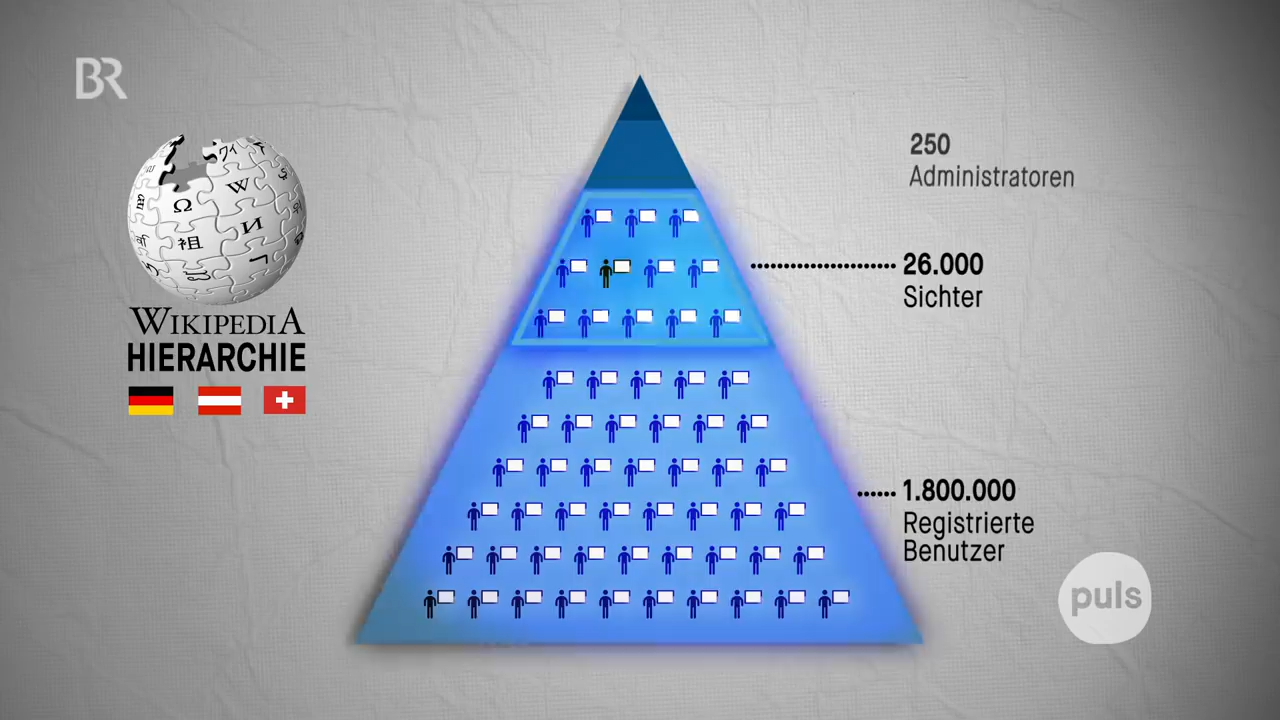 BR
WIKIPEDIA
HIERARCHIE
250
Administratoren
26.000
Sichter
1.800.000
Registrierte
Benutzer
puls